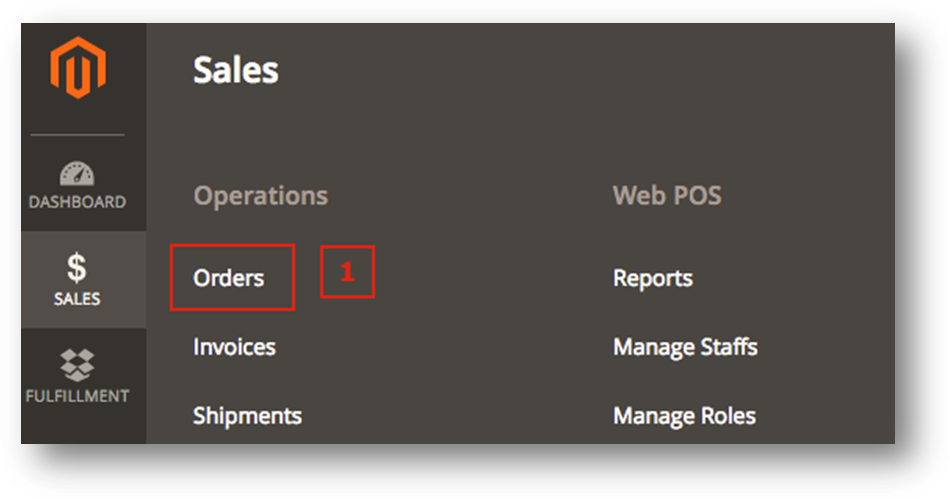 Sales
DASHBOARD
$
SALES
FULFILLMENT
Operations
Orders
1
Invoices
Shipments
Web POS
Reports
Manage Staffs
Manage Roles